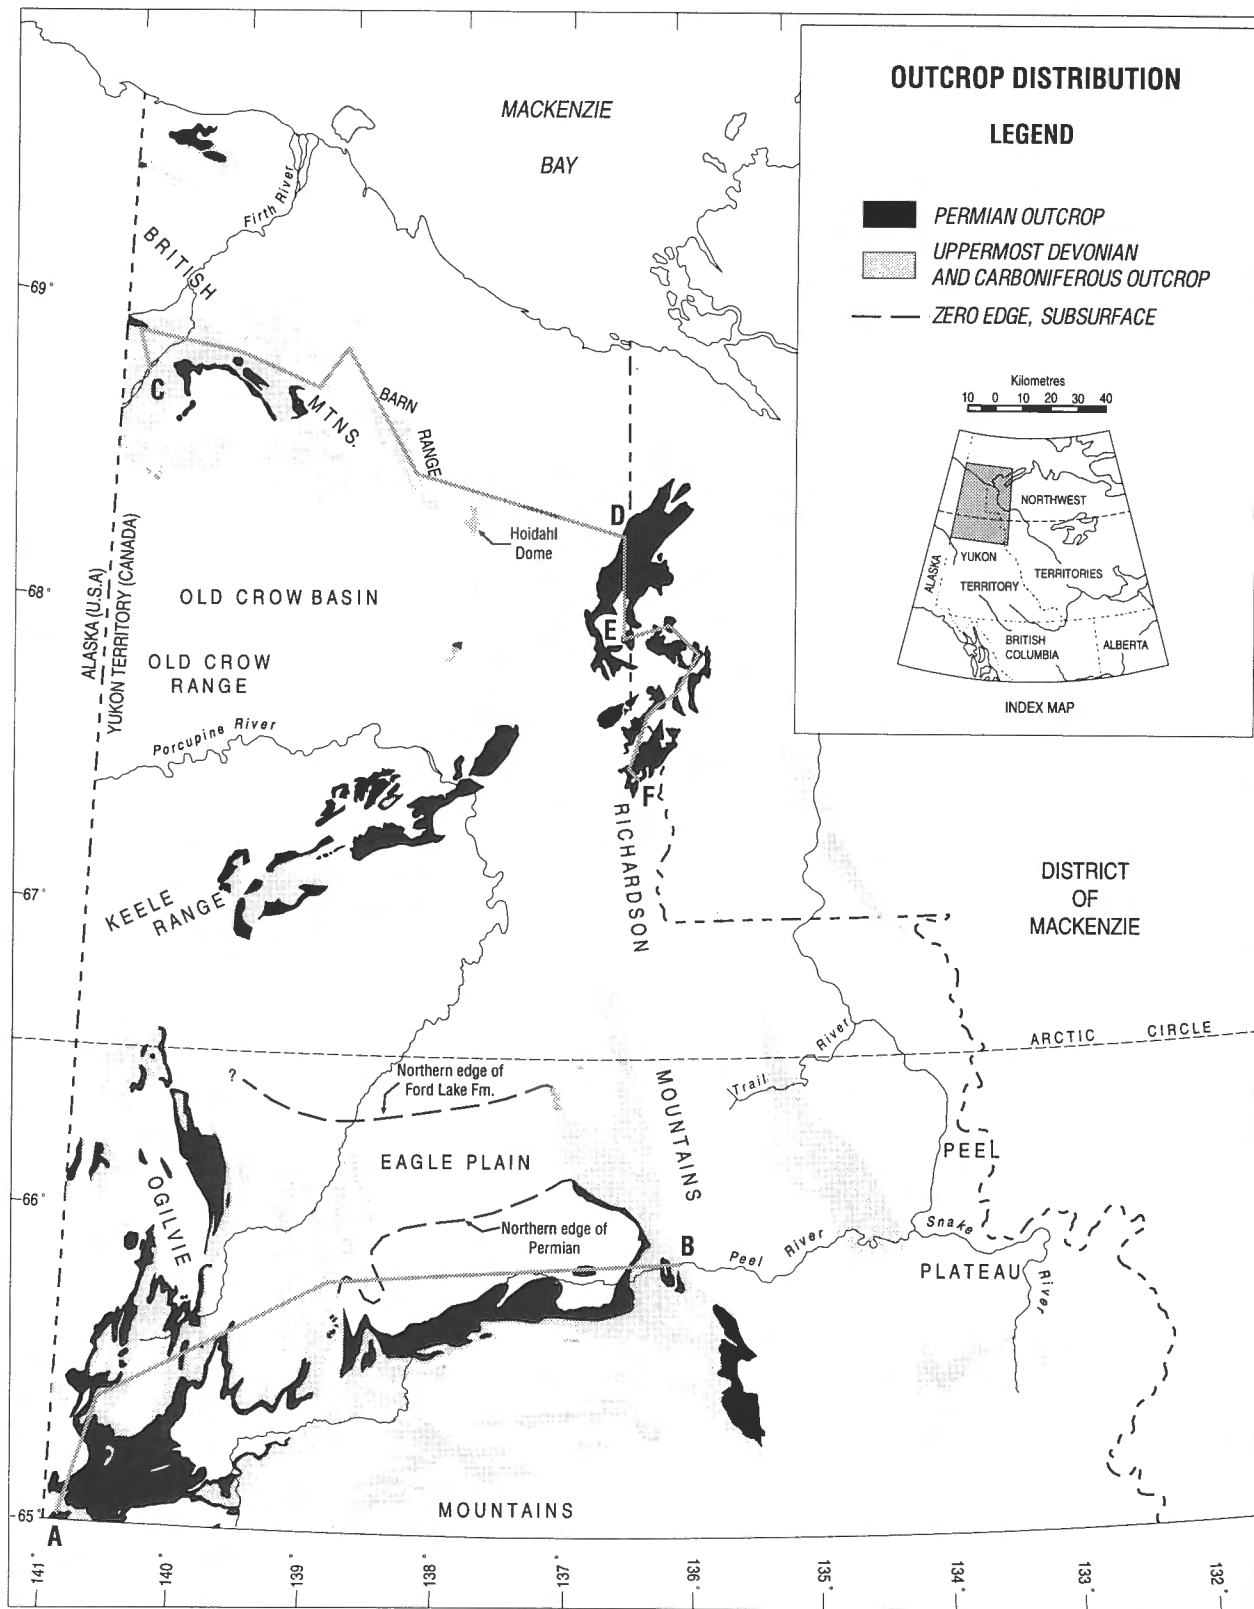 OUTCROP DISTRIBUTION
LEGEND
PERMIAN OUTCROP
UPPERMOST DEVONIAN
AND CARBONIFEROUS OUTCROP
ZERO EDGE, SUBSURFACE
Kilometres
10 0 10 20 30 40
NORTHWEST
YUKON
TERRITORY
TERRITORIES
ALASKA
BRITISH
COLUMBIA
ALBERTA
INDEX MAP
MACKENZIE
BAY
Firth River
BRITISH
69°
C
MTNS.
BARN
RANGE
D
Hoidahl
Dome
68°
ALASKA (U.S.A)
YUKON TERRITORY (CANADA)
OLD CROW BASIN
E
OLD CROW
RANGE
Porcupine River
F
RICHARDSON
67°
KEELE
RANGE
DISTRICT
OF
MACKENZIE
ARCTIC CIRCLE
Trail River
?
Northern edge of
Ford Lake Fm.
MOUNTAINS
EAGLE PLAIN
PEEL
66°
OGILVIE
Northern edge of
Permian
B
Peel River
Snake
River
PLATEAU
65°
A
MOUNTAINS
141° 140° 139° 138° 137° 136° 135° 134° 133° 132°